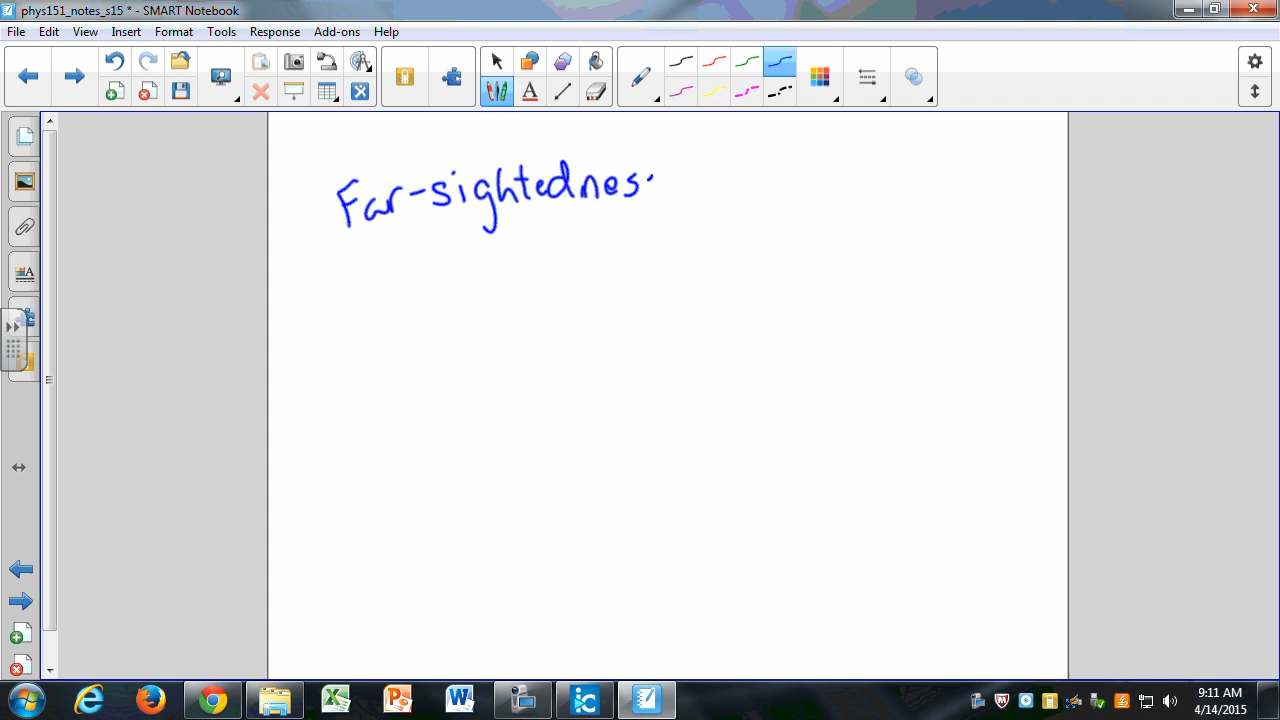 phys151_notes_s15 * - SMART Notebook
File Edit View Insert Format Tools Response Add-ons Help
Far-sightednes
9:11 AM
4/14/2015